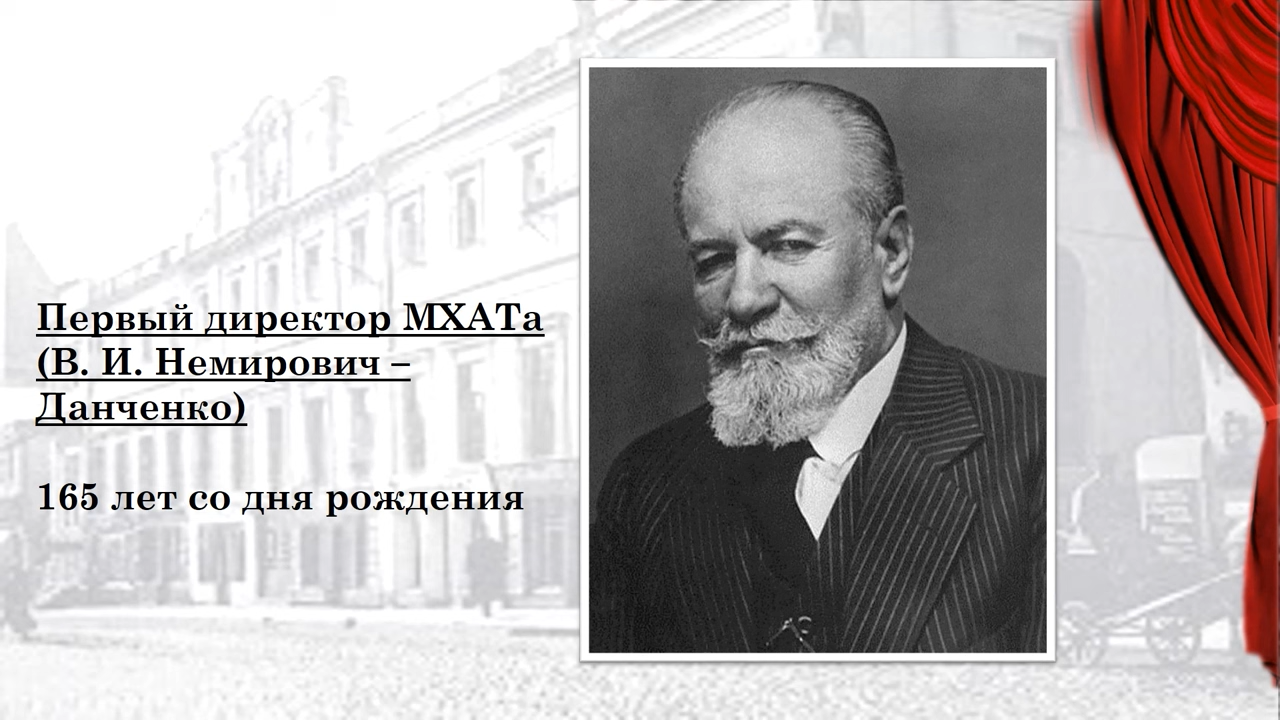 Первый директор МХАТа
(В. И. Немирович –
Данченко)
165 лет со дня рождения